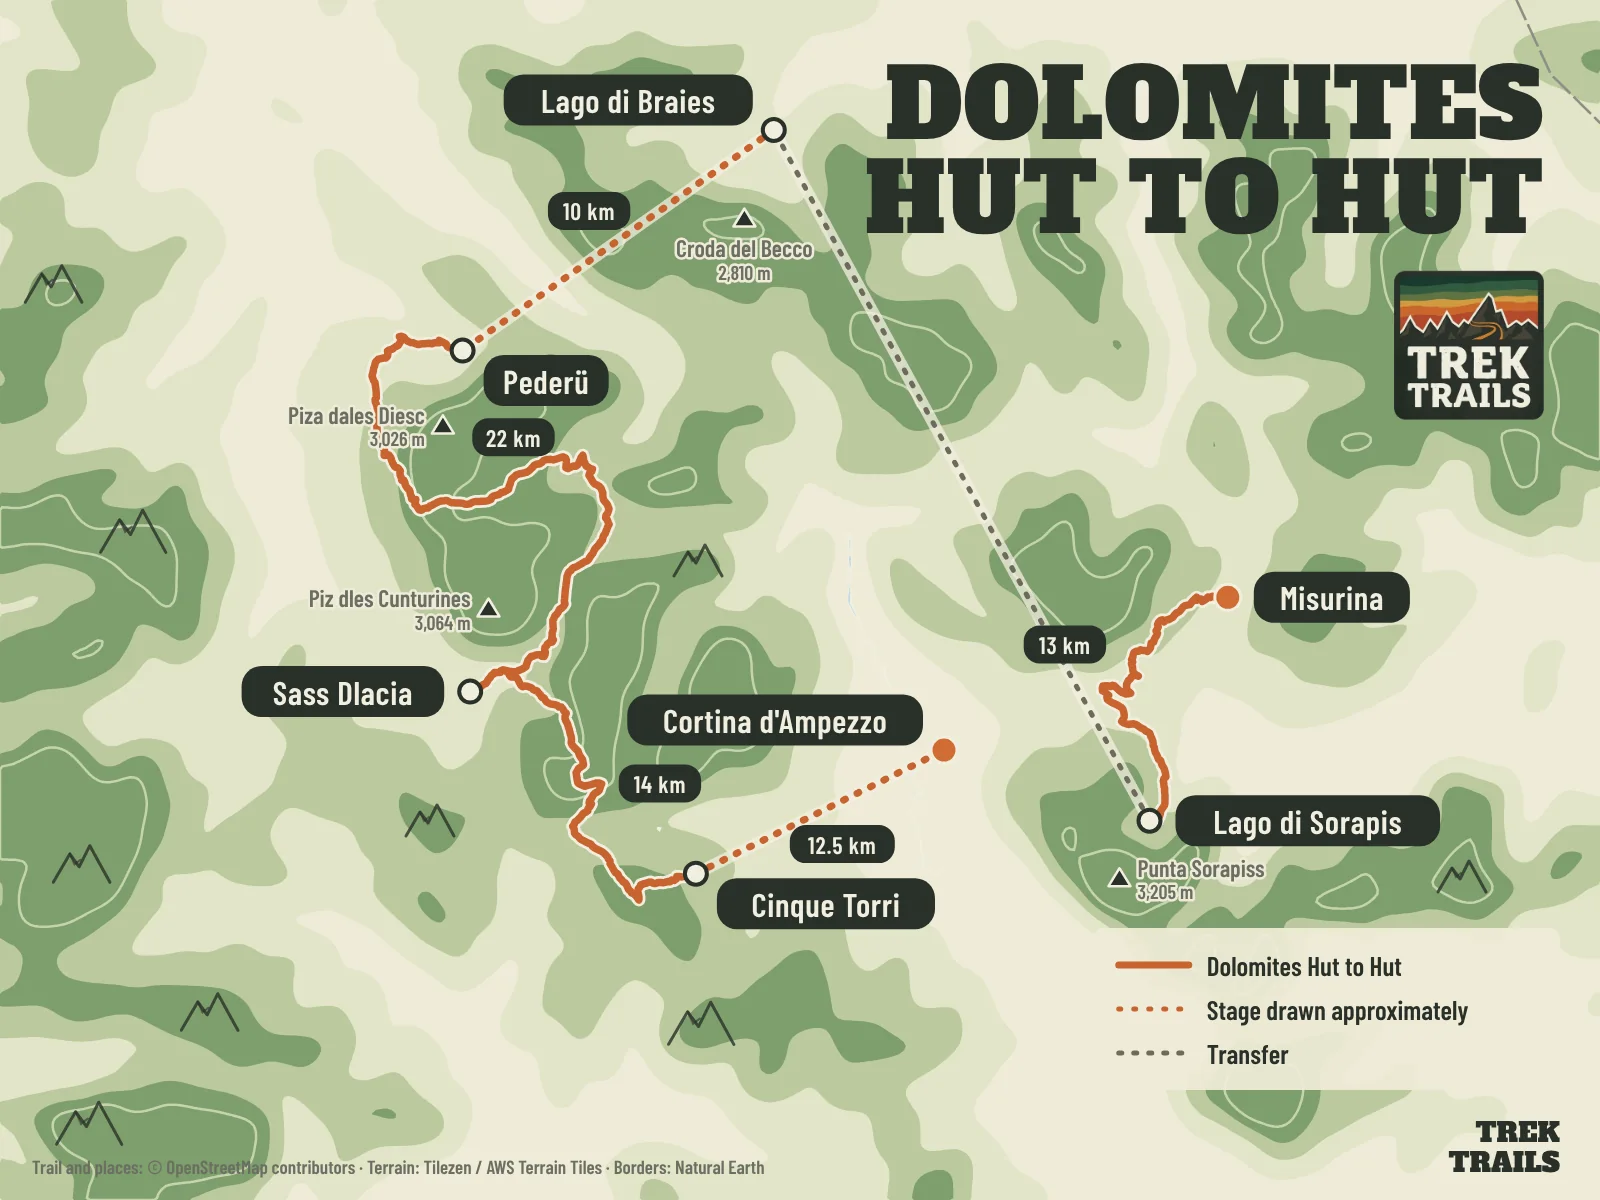 DOLOMITES
HUT TO HUT
Lago di Braies
10 km
Croda del Becco
2,810 m
TREK
TRAILS
Pederü
Piza dales Diesc
3,026 m
22 km
Piz dles Cunturines
3,064 m
Misurina
13 km
Sass Dlacia
Cortina d'Ampezzo
14 km
12.5 km
Lago di Sorapis
Punta Sorapiss
3,205 m
Cinque Torri
Dolomites Hut to Hut
Stage drawn approximately
Transfer
TREK
TRAILS
Trail and places: © OpenStreetMap contributors · Terrain: Tilezen / AWS Terrain Tiles · Borders: Natural Earth